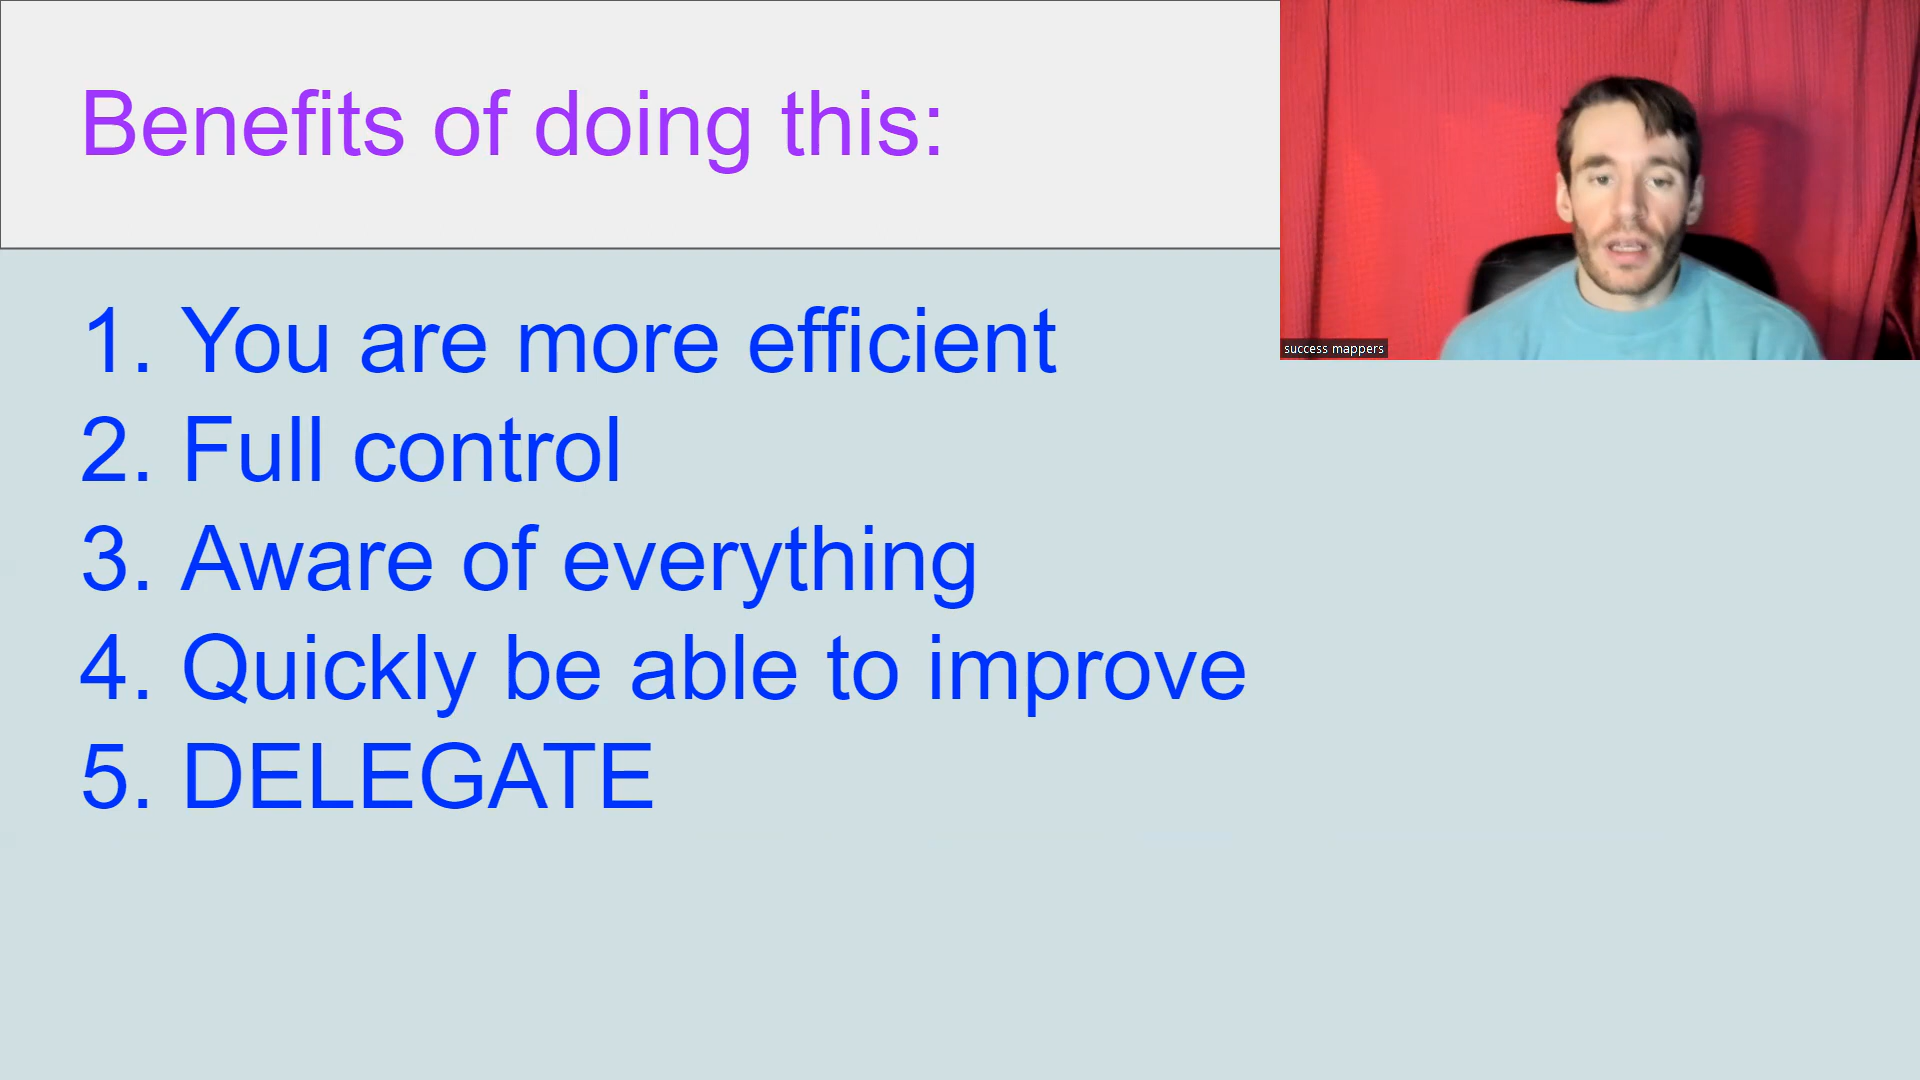 Benefits of doing this:
success mappers
1. You are more efficient
2. Full control
3. Aware of everything
4. Quickly be able to improve
5. DELEGATE